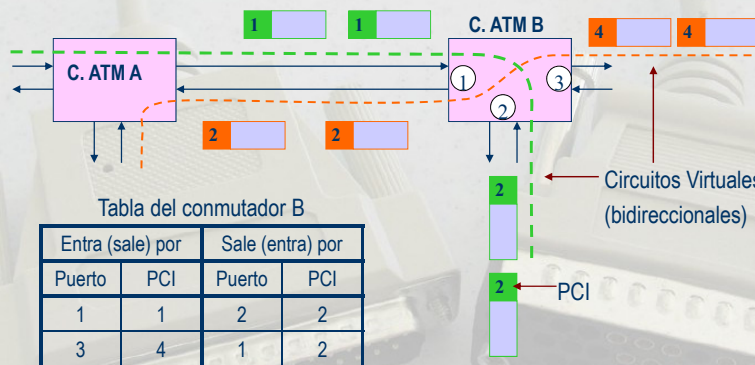 1
1
C. ATM B
4
4
C. ATM A
1
3
2
2
2
2
Circuitos Virtuales
(bidireccionales)
2
PCI
Tabla del conmutador B
Entra (sale) por Sale (entra) por
Puerto PCI Puerto PCI
1 1 2 2
3 4 1 2